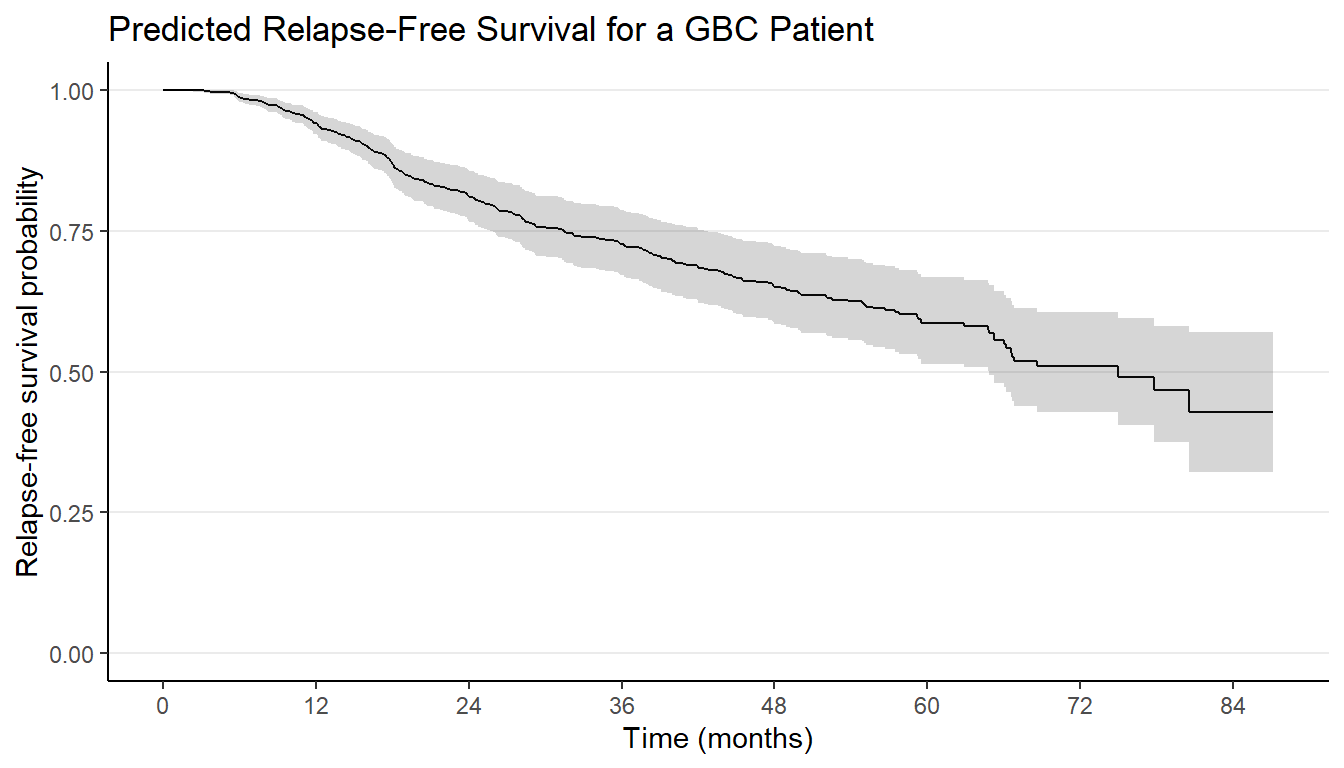 Predicted Relapse-Free Survival for a GBC Patient
Relapse-free survival probability
1.00
0.75
0.50
0.25
0.00
0 12 24 36 48 60 72 84
Time (months)